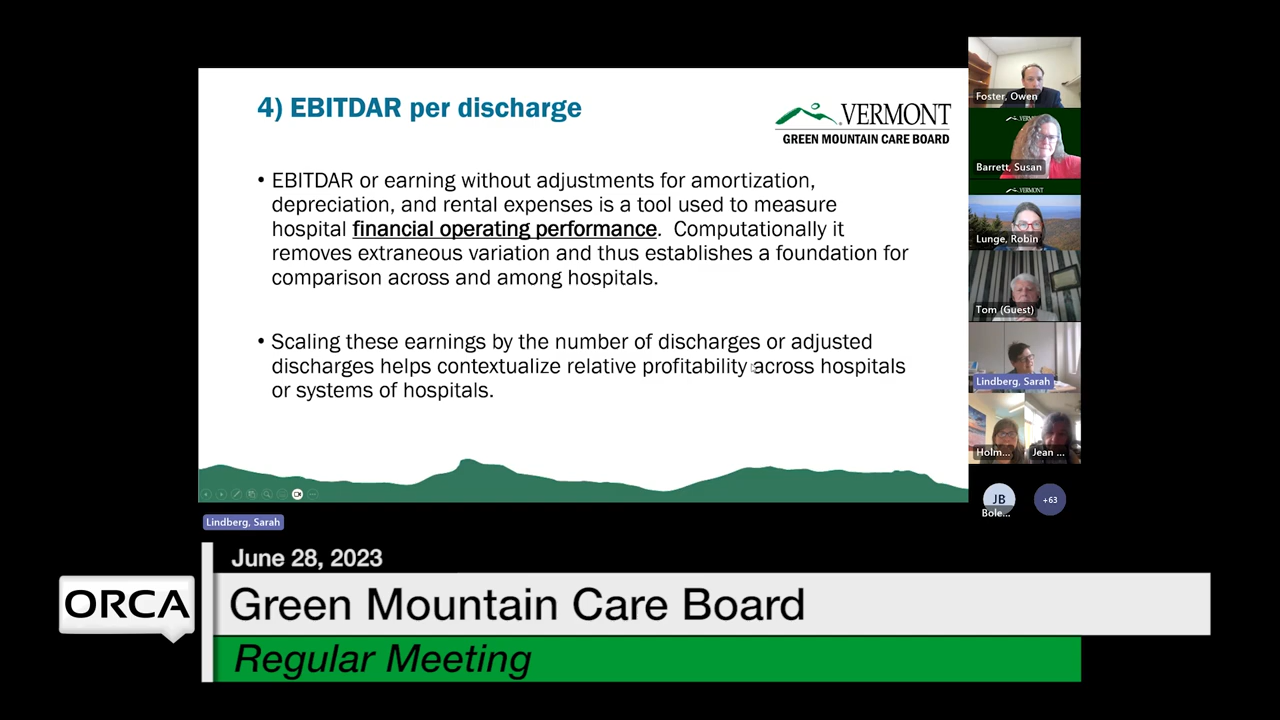 4) EBITDAR per discharge
VERMONT
GREEN MOUNTAIN CARE BOARD
• EBITDAR or earning without adjustments for amortization,
depreciation, and rental expenses is a tool used to measure
hospital financial operating performance. Computationally it
removes extraneous variation and thus establishes a foundation for
comparison across and among hospitals.
• Scaling these earnings by the number of discharges or adjusted
discharges helps contextualize relative profitability across hospitals
or systems of hospitals.
Foster, Owen
Barrett, Susan
VERMONT
Lunge, Robin
Tom (Guest)
Lindberg, Sarah
Holm...
Jean ...
JB
Bole...
+63
Lindberg, Sarah
June 28, 2023
ORCA
Green Mountain Care Board
Regular Meeting